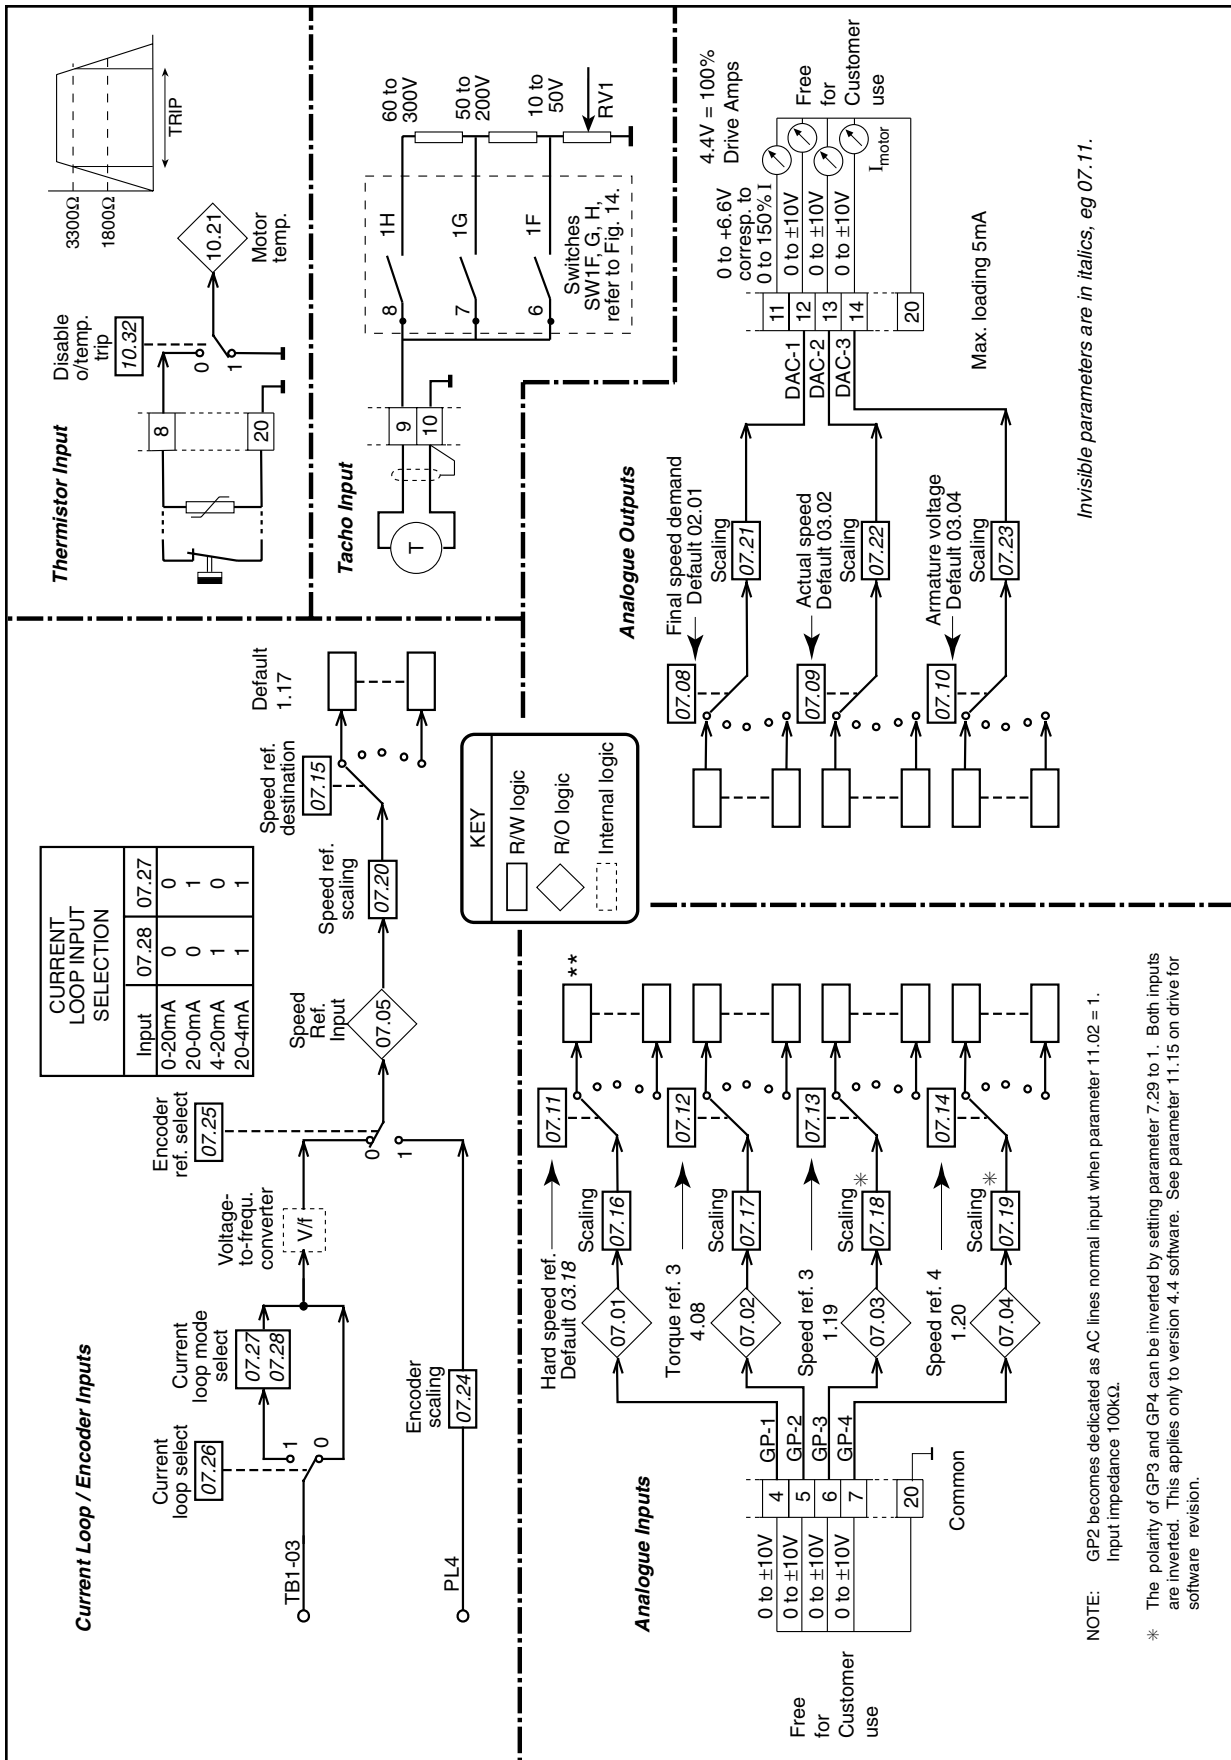 Current Loop / Encoder Inputs
TB1-03
Current
loop select
07.26
1
0
Current
loop mode
select
07.27
07.28
Voltage-
to-frequ.
converter
V/f
PL4
Encoder
scaling
07.24
Encoder
ref. select
07.25
0
1
Speed
Ref.
Input
07.05
Speed ref.
scaling
07.20
Speed ref.
destination
07.15
Default
1.17
CURRENT
LOOP INPUT
SELECTION
Input 07.28 07.27
0-20mA 0 0
20-0mA 0 1
4-20mA 1 0
20-4mA 1 1
Thermistor Input
8
20
Disable
o/temp.
trip
10.32
0
1
10.21
Motor
temp.
3300Ω
1800Ω
TRIP
Tacho Input
T
9
10
8
7
6
1H
1G
1F
Switches
SW1F, G, H,
refer to Fig. 14.
60 to
300V
50 to
200V
10 to
50V
RV1
KEY
R/W logic
R/O logic
Internal logic
Analogue Inputs
Free
for
Customer
use
0 to ±10V
0 to ±10V
0 to ±10V
0 to ±10V
4
5
6
7
20
Common
GP-1
GP-2
GP-3
GP-4
Hard speed ref.
Default 03.18
07.01
Scaling
07.16
07.11
**
Torque ref. 3
4.08
07.02
Scaling
07.17
07.12
Speed ref. 3
1.19
07.03
Scaling
07.18
✳
07.13
Speed ref. 4
1.20
07.04
Scaling
07.19
✳
07.14
NOTE: GP2 becomes dedicated as AC lines normal input when parameter 11.02 = 1.
Input impedance 100kΩ.
✳ The polarity of GP3 and GP4 can be inverted by setting parameter 7.29 to 1. Both inputs
are inverted. This applies only to version 4.4 software. See parameter 11.15 on drive for
software revision.
Analogue Outputs
07.08
Final speed demand
Default 02.01
Scaling
07.21
07.09
Actual speed
Default 03.02
Scaling
07.22
07.10
Armature voltage
Default 03.04
Scaling
07.23
DAC-1
DAC-2
DAC-3
11
12
13
14
20
0 to +6.6V
corresp. to
0 to 150% I
0 to ±10V
0 to ±10V
0 to ±10V
4.4V = 100%
Drive Amps
Free
for
Customer
use
Imotor
Max. loading 5mA
Invisible parameters are in italics, eg 07.11.